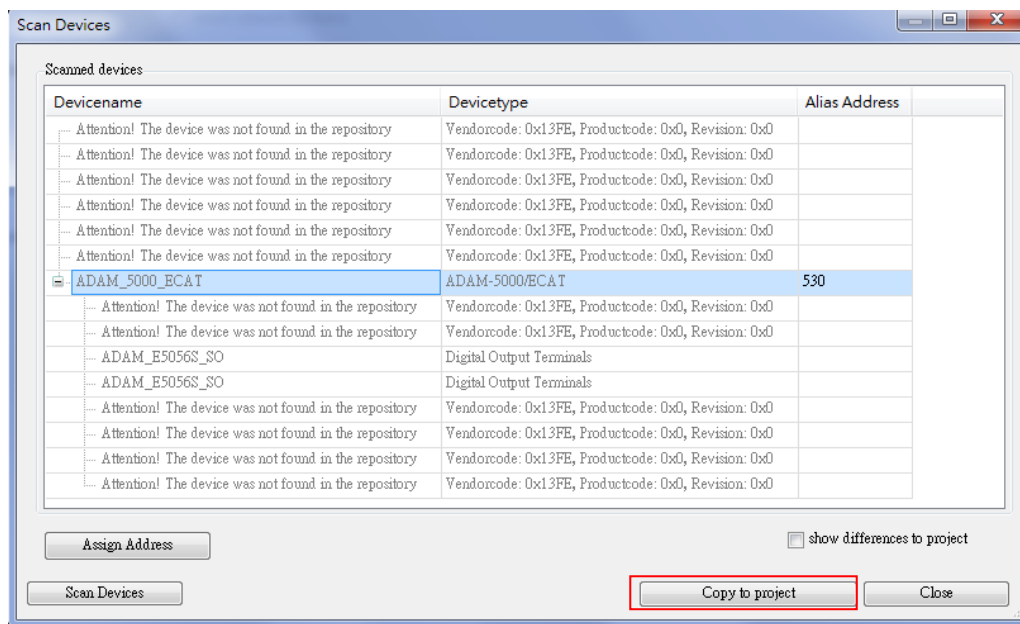 Scan Devices
Scanned devices
Devicename Devicetype Alias Address
Attention! The device was not found in the repository Vendorcode: 0x13FE, Productcode: 0x0, Revision: 0x0
Attention! The device was not found in the repository Vendorcode: 0x13FE, Productcode: 0x0, Revision: 0x0
Attention! The device was not found in the repository Vendorcode: 0x13FE, Productcode: 0x0, Revision: 0x0
Attention! The device was not found in the repository Vendorcode: 0x13FE, Productcode: 0x0, Revision: 0x0
Attention! The device was not found in the repository Vendorcode: 0x13FE, Productcode: 0x0, Revision: 0x0
Attention! The device was not found in the repository Vendorcode: 0x13FE, Productcode: 0x0, Revision: 0x0
ADAM_5000_ECAT ADAM-5000/ECAT 530
Attention! The device was not found in the repository Vendorcode: 0x13FE, Productcode: 0x0, Revision: 0x0
Attention! The device was not found in the repository Vendorcode: 0x13FE, Productcode: 0x0, Revision: 0x0
ADAM_E5056S_SO Digital Output Terminals
ADAM_E5056S_SO Digital Output Terminals
Attention! The device was not found in the repository Vendorcode: 0x13FE, Productcode: 0x0, Revision: 0x0
Attention! The device was not found in the repository Vendorcode: 0x13FE, Productcode: 0x0, Revision: 0x0
Attention! The device was not found in the repository Vendorcode: 0x13FE, Productcode: 0x0, Revision: 0x0
Attention! The device was not found in the repository Vendorcode: 0x13FE, Productcode: 0x0, Revision: 0x0
Assign Address show differences to project
Scan Devices Copy to project Close